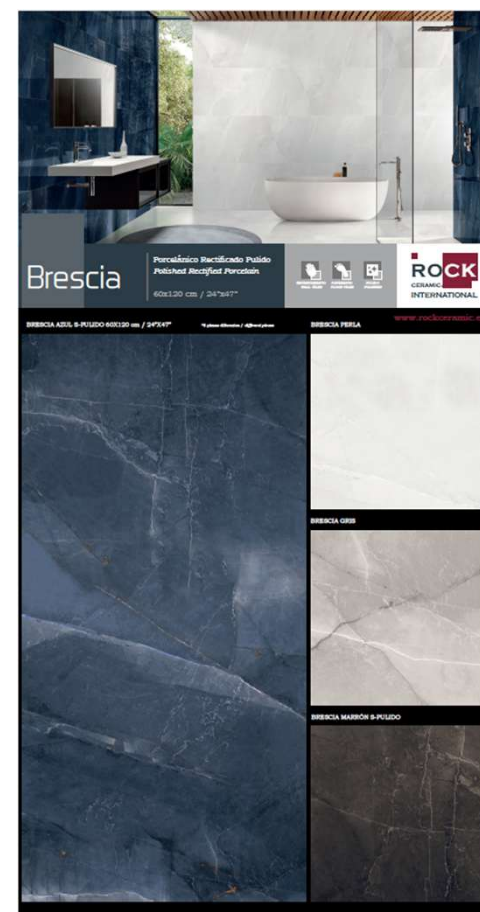 Brescia
Porcelánico Rectificado Pulido
Polished Rectified Porcelain
60x120 cm / 24"x47"
ROCK
CERAMIC
INTERNATIONAL
www.rockceramic.e
BRESCIA AZUL S-PULIDO 60X120 cm / 24"X47"
pieces
BRESCIA PERLA
BRESCIA GRIS
BRESCIA MARRÓN S-PULIDO